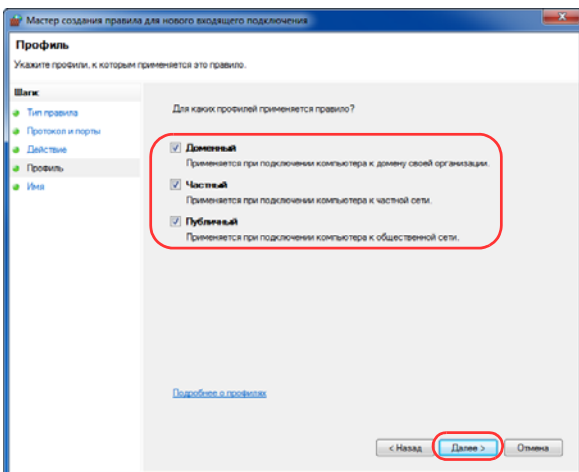 Мастер создания правила для нового входящего подключения
Профиль
Укажите профили, к которым применяется это правило.
Шаги:
Тип правила
Протокол и порты
Действие
Профиль
Имя
Для каких профилей применяется правило?
Доменный
Применяется при подключении компьютера к домену своей организации.
Частный
Применяется при подключении компьютера к частной сети.
Публичный
Применяется при подключении компьютера к общественной сети.
Подробнее о профилях
< Назад
Далее >
Отмена